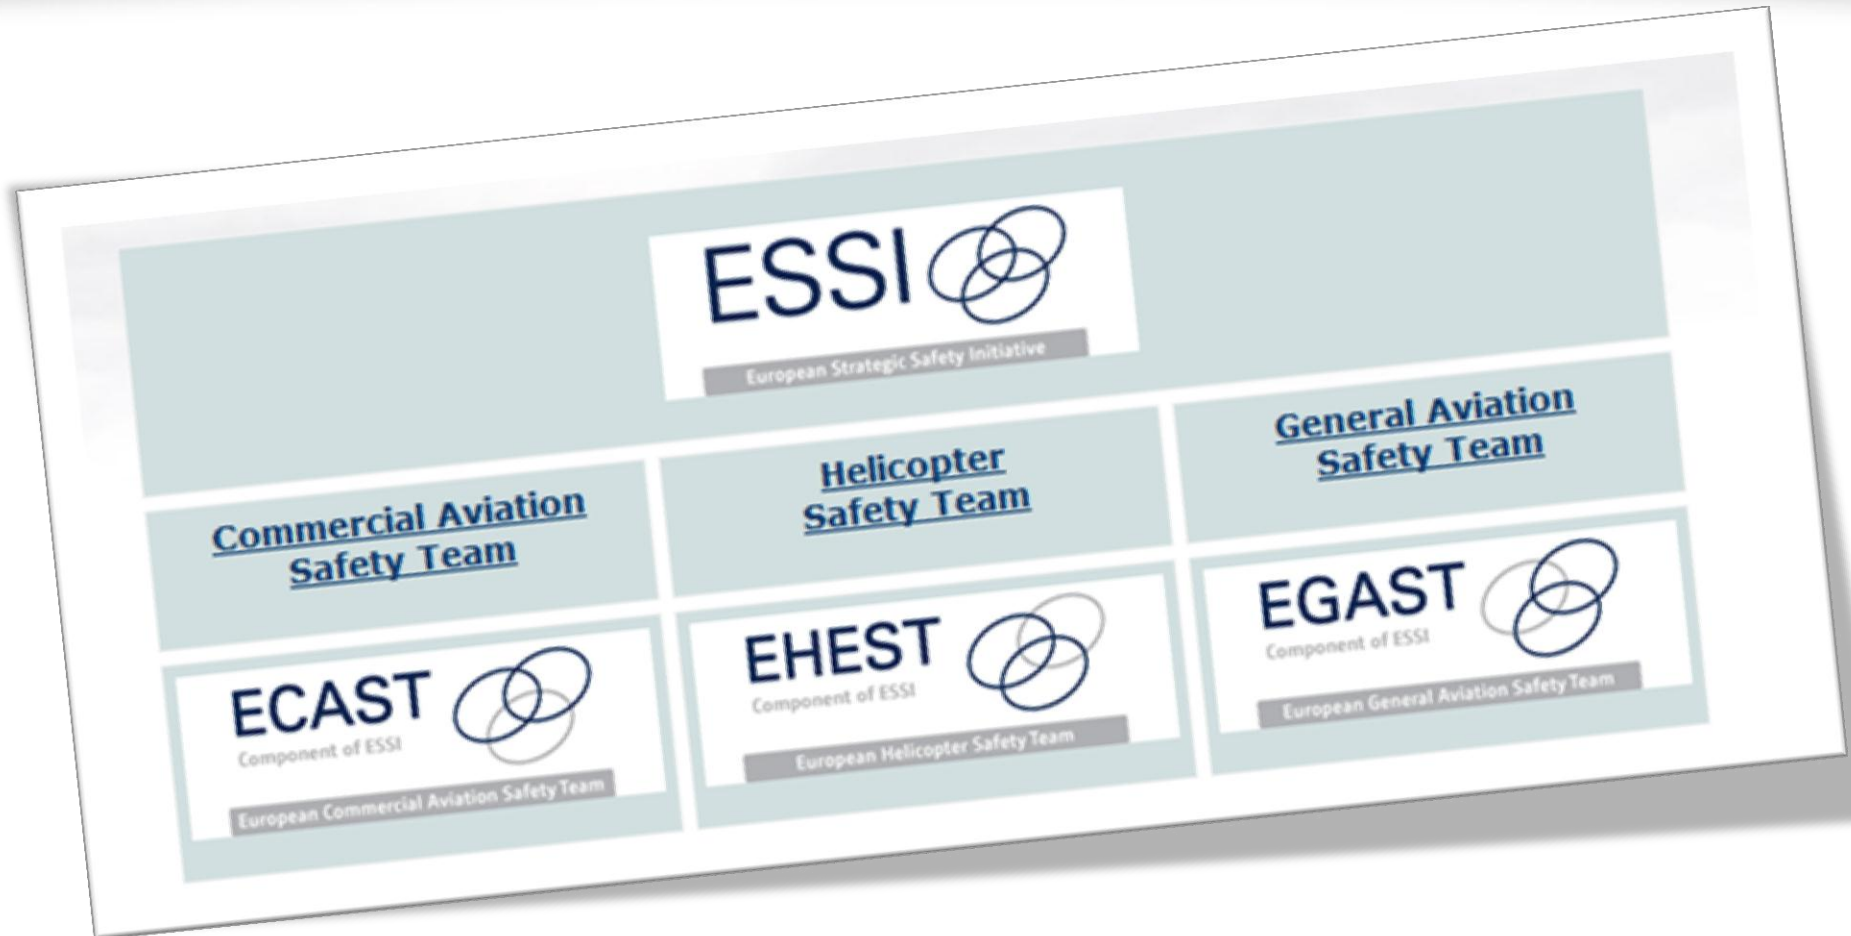 ESSI
European Strategic Safety Initiative
Commercial Aviation
Safety Team
Helicopter
Safety Team
General Aviation
Safety Team
ECAST
Component of ESSI
European Commercial Aviation Safety Team
EHEST
Component of ESSI
European Helicopter Safety Team
EGAST
Component of ESSI
European General Aviation Safety Team